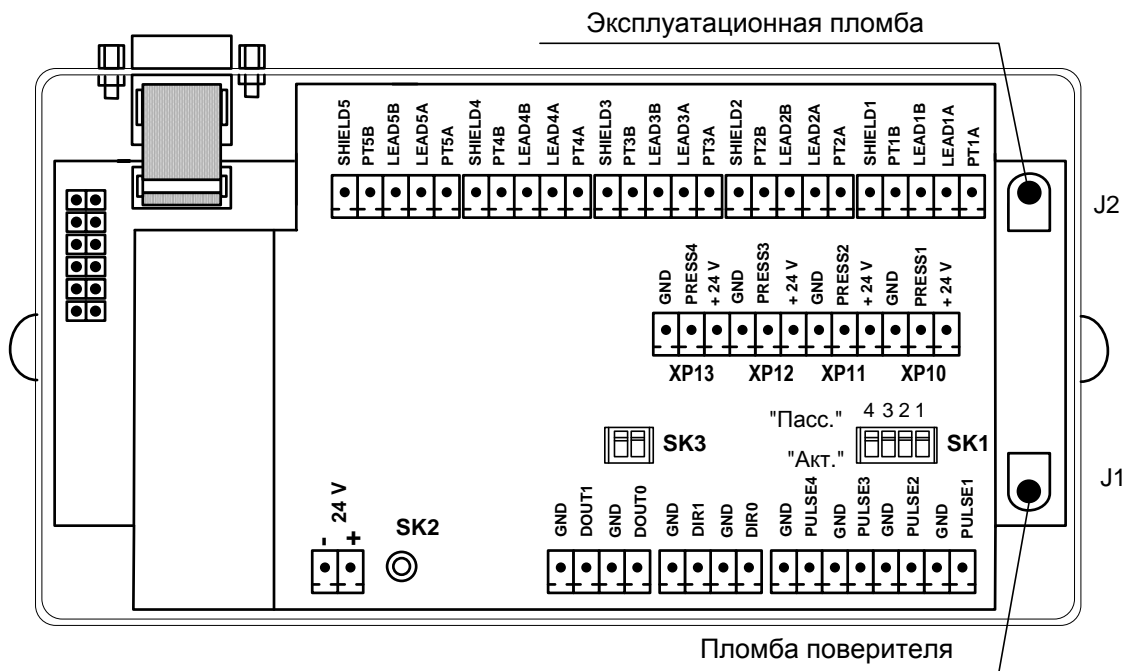 Эксплуатационная пломба
SHIELD5 PT5B LEAD5B LEAD5A PT5A SHIELD4 PT4B LEAD4B LEAD4A PT4A SHIELD3 PT3B LEAD3B LEAD3A PT3A SHIELD2 PT2B LEAD2B LEAD2A PT2A SHIELD1 PT1B LEAD1B LEAD1A PT1A
J2
GND PRESS4 + 24 V GND PRESS3 + 24 V GND PRESS2 + 24 V GND PRESS1 + 24 V
XP13 XP12 XP11 XP10
"Пасс." 4 3 2 1
SK3 SK1
"Акт."
J1
- + 24 V
SK2
GND DOUT1 GND DOUT0 GND DIR1 GND DIR0 GND PULSE4 GND PULSE3 GND PULSE2 GND PULSE1
Пломба поверителя